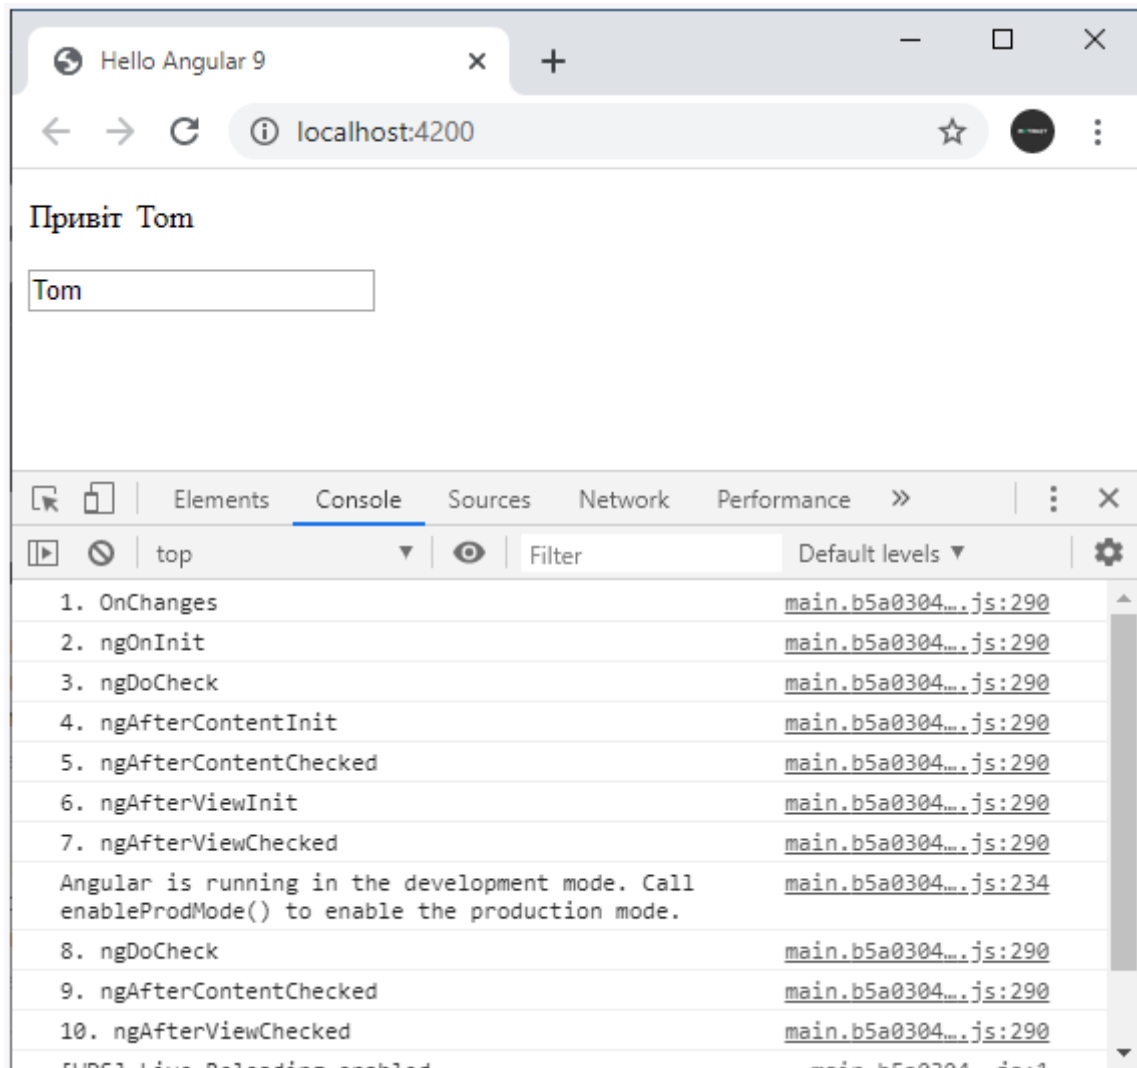 Hello Angular 9
localhost:4200
Привіт Tom
Tom
Elements Console Sources Network Performance
top Filter Default levels
1. OnChanges main.b5a0304….js:290
2. ngOnInit main.b5a0304….js:290
3. ngDoCheck main.b5a0304….js:290
4. ngAfterContentInit main.b5a0304….js:290
5. ngAfterContentChecked main.b5a0304….js:290
6. ngAfterViewInit main.b5a0304….js:290
7. ngAfterViewChecked main.b5a0304….js:290
Angular is running in the development mode. Call main.b5a0304….js:234
enableProdMode() to enable the production mode.
8. ngDoCheck main.b5a0304….js:290
9. ngAfterContentChecked main.b5a0304….js:290
10. ngAfterViewChecked main.b5a0304….js:290
Live Reloading enabled